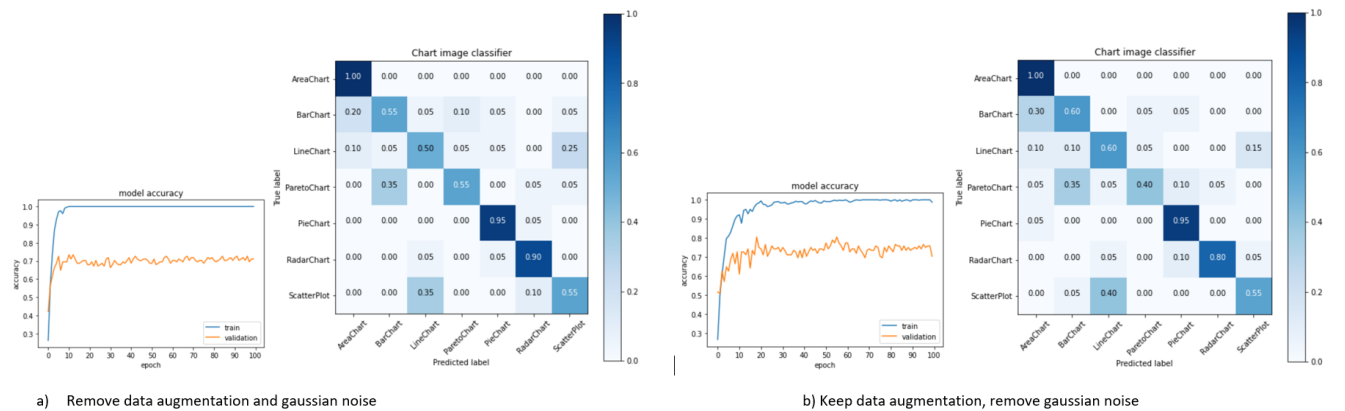 Chart image classifier
AreaChart 1.00 0.00 0.00 0.00 0.00 0.00 0.00
BarChart 0.20 0.55 0.05 0.10 0.05 0.00 0.05
LineChart 0.10 0.05 0.50 0.05 0.05 0.00 0.25
ParetoChart 0.00 0.35 0.00 0.55 0.00 0.05 0.05
PieChart 0.00 0.00 0.00 0.00 0.95 0.05 0.00
RadarChart 0.00 0.00 0.05 0.00 0.05 0.90 0.00
ScatterPlot 0.00 0.00 0.35 0.00 0.00 0.10 0.55
AreaChart BarChart LineChart ParetoChart PieChart RadarChart ScatterPlot
True label
Predicted label
1.0
0.8
0.6
0.4
0.2
0.0
model accuracy
1.0
0.9
0.8
0.7
0.6
0.5
0.4
0.3
accuracy
train
validation
0 10 20 30 40 50 60 70 80 90 100
epoch
a) Remove data augmentation and gaussian noise
Chart image classifier
AreaChart 1.00 0.00 0.00 0.00 0.00 0.00 0.00
BarChart 0.30 0.60 0.00 0.05 0.05 0.00 0.00
LineChart 0.10 0.10 0.60 0.05 0.00 0.00 0.15
ParetoChart 0.05 0.35 0.05 0.40 0.10 0.05 0.00
PieChart 0.05 0.00 0.00 0.00 0.95 0.00 0.00
RadarChart 0.00 0.00 0.05 0.00 0.10 0.80 0.05
ScatterPlot 0.00 0.05 0.40 0.00 0.00 0.00 0.55
AreaChart BarChart LineChart ParetoChart PieChart RadarChart ScatterPlot
True label
Predicted label
1.0
0.8
0.6
0.4
0.2
0.0
model accuracy
1.0
0.9
0.8
0.7
0.6
0.5
0.4
0.3
accuracy
train
validation
0 10 20 30 40 50 60 70 80 90 100
epoch
b) Keep data augmentation, remove gaussian noise